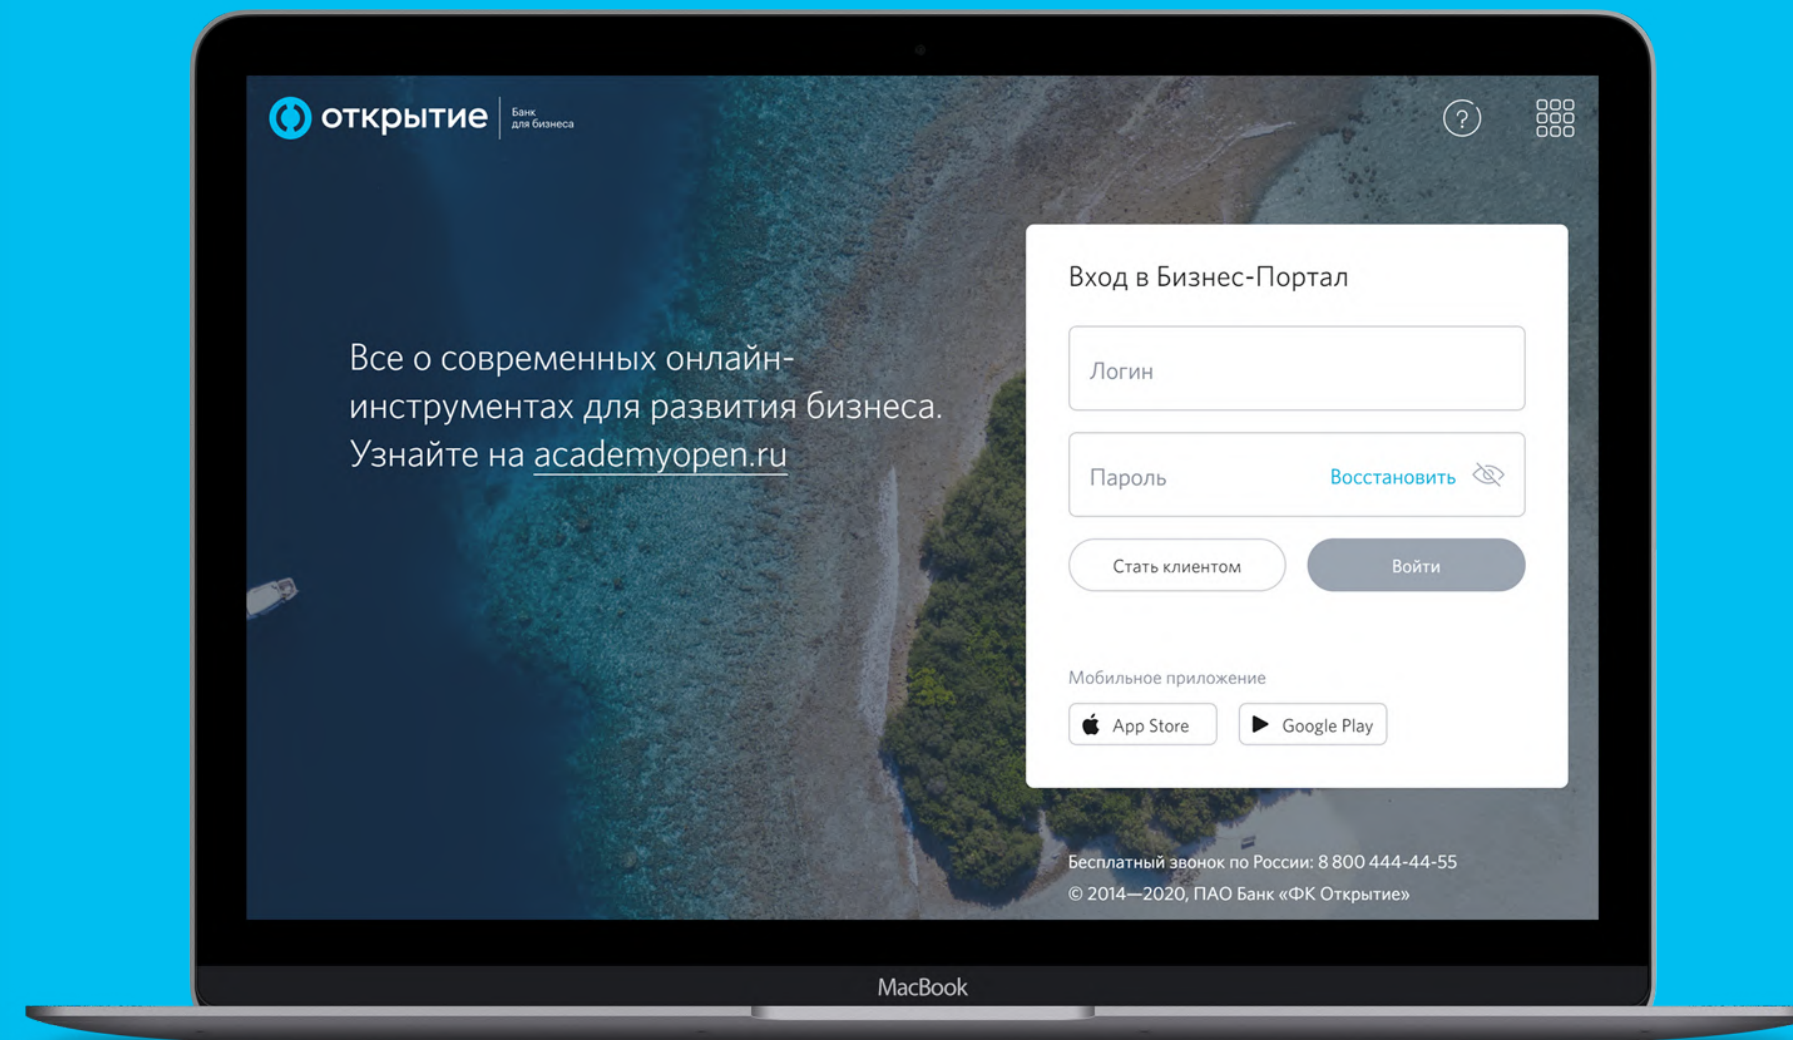 открытие
Банк
для бизнеса
?
Все о современных онлайн-
инструментах для развития бизнеса.
Узнайте на academyopen.ru
Вход в Бизнес-Портал
Логин
Пароль
Восстановить
Стать клиентом
Войти
Мобильное приложение
App Store
Google Play
Бесплатный звонок по России: 8 800 444-44-55
© 2014—2020, ПАО Банк «ФК Открытие»
MacBook